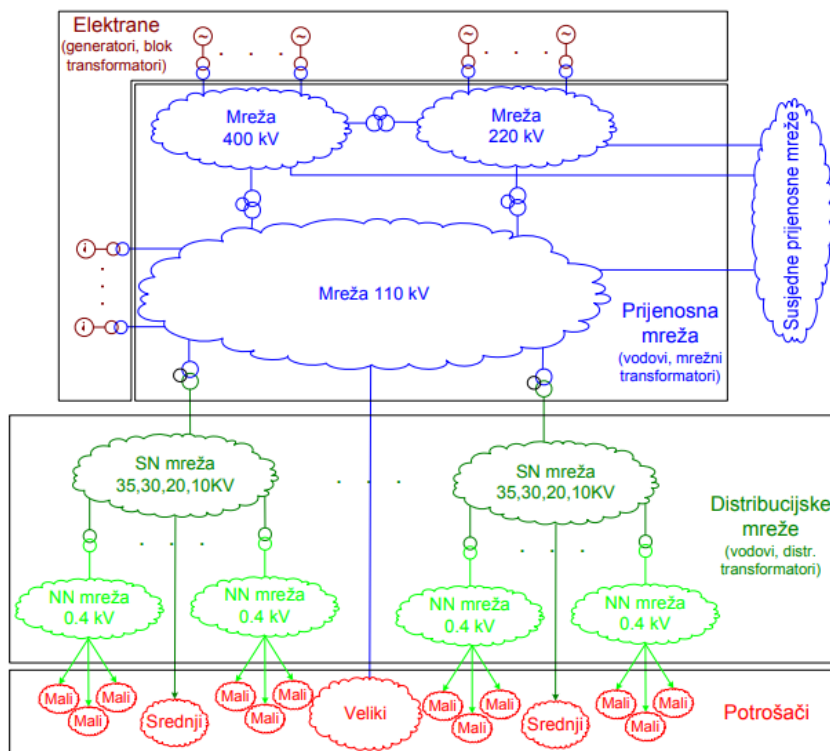 Elektrane
(generatori, blok
transformatori)
Mreža
400 kV
Mreža
220 kV
Susjedne prijenosne mreže
Mreža 110 kV
Prijenosna
mreža
(vodovi, mrežni
transformatori)
SN mreža
35,30,20,10KV
SN mreža
35,30,20,10KV
Distribucijske
mreže
(vodovi, distr.
transformatori)
NN mreža
0.4 kV
NN mreža
0.4 kV
NN mreža
0.4 kV
NN mreža
0.4 kV
Mali
Mali
Mali
Srednji
Mali
Mali
Mali
Veliki
Mali
Mali
Mali
Srednji
Mali
Mali
Mali
Potrošači